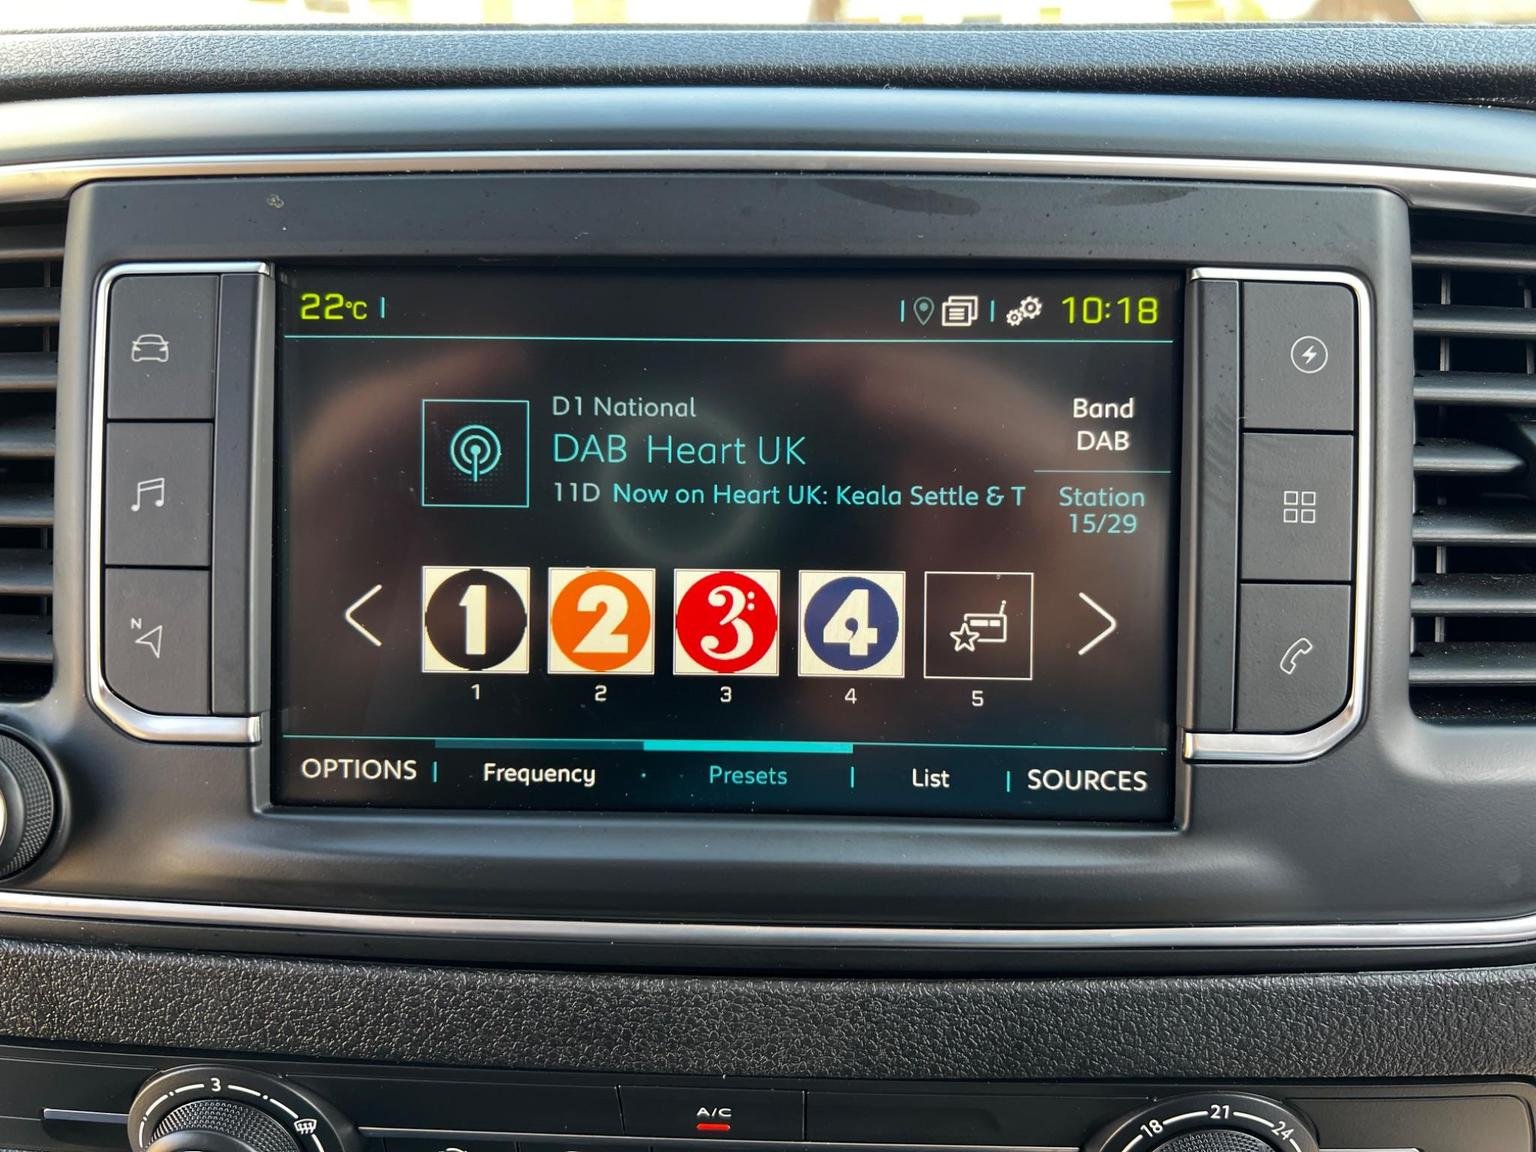 22°C
10:18
D1 National
Band
DAB Heart UK
DAB
11D Now on Heart UK: Keala Settle & T
Station
15/29
N
1 2 3: 4
1 2 3 4 5
OPTIONS Frequency · Presets List SOURCES
3
A/C
18 21 24